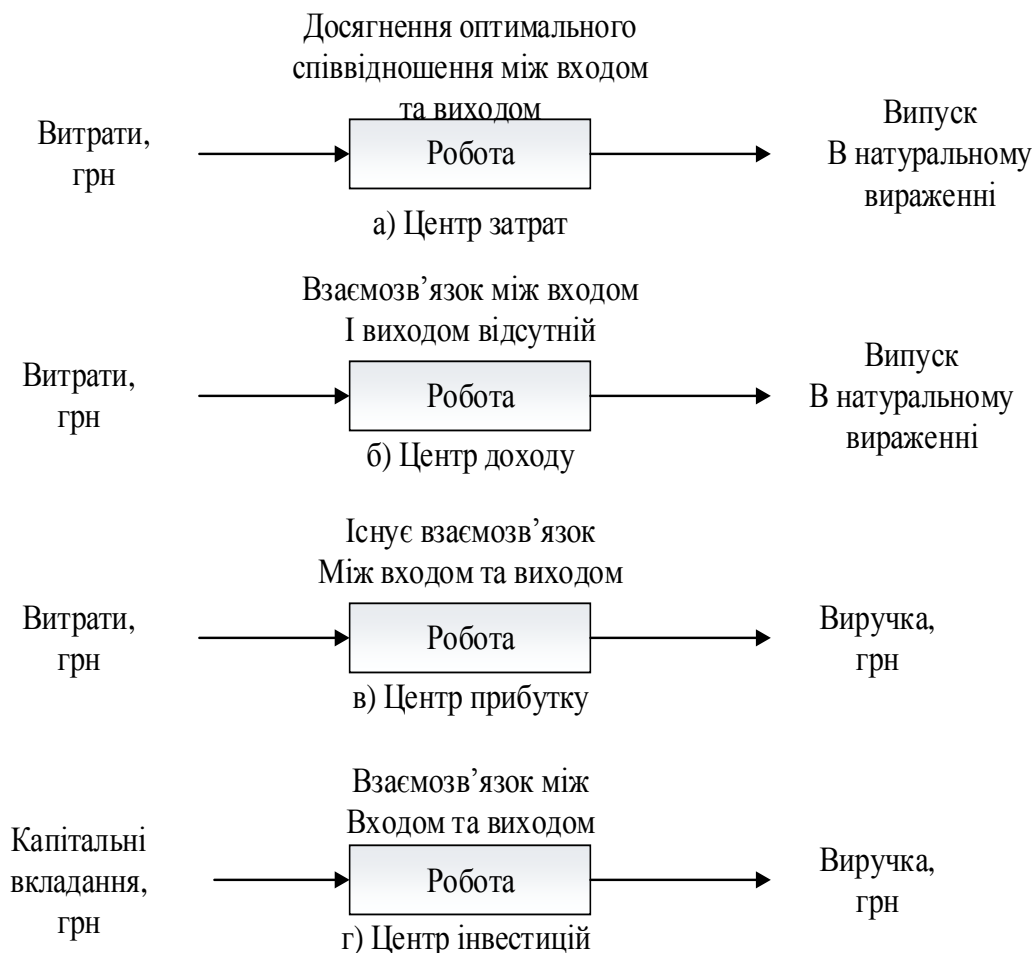 Досягнення оптимального
співвідношення між входом
та виходом
Витрати,
грн
Робота
Випуск
В натуральному
вираженні
а) Центр затрат
Взаємозв’язок між входом
І виходом відсутній
Витрати,
грн
Робота
Випуск
В натуральному
вираженні
б) Центр доходу
Існує взаємозв’язок
Між входом та виходом
Витрати,
грн
Робота
Виручка,
грн
в) Центр прибутку
Взаємозв’язок між
Входом та виходом
Капітальні
вкладання,
грн
Робота
Виручка,
грн
г) Центр інвестицій